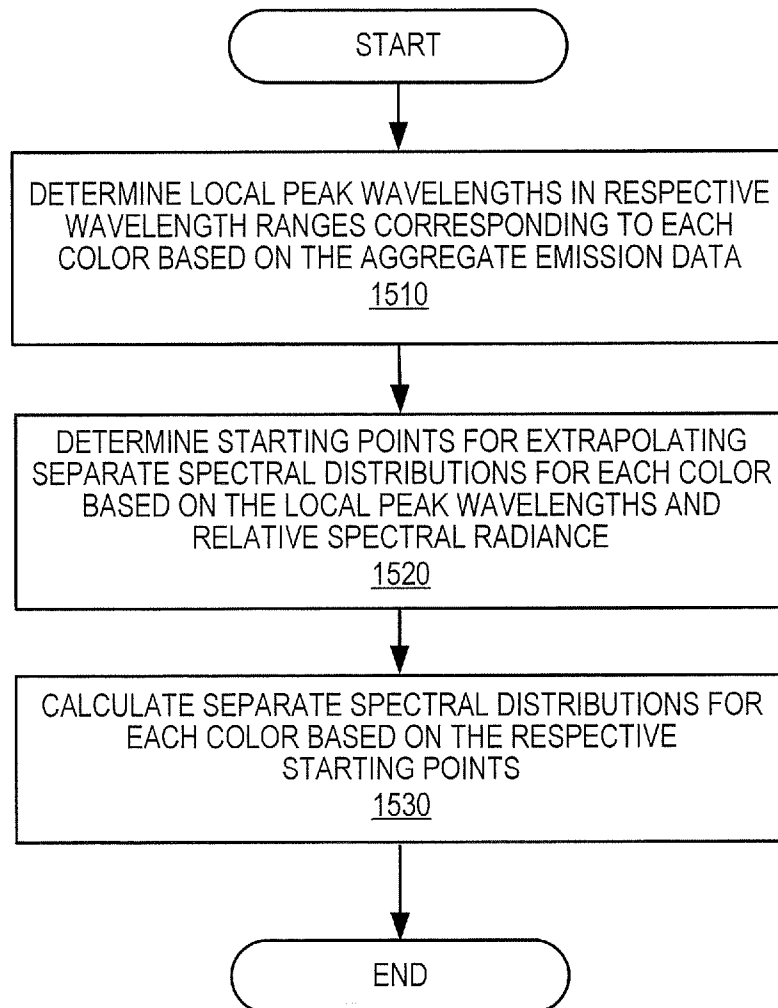 START
DETERMINE LOCAL PEAK WAVELENGTHS IN RESPECTIVE
WAVELENGTH RANGES CORRESPONDING TO EACH
COLOR BASED ON THE AGGREGATE EMISSION DATA
1510
DETERMINE STARTING POINTS FOR EXTRAPOLATING
SEPARATE SPECTRAL DISTRIBUTIONS FOR EACH COLOR
BASED ON THE LOCAL PEAK WAVELENGTHS AND
RELATIVE SPECTRAL RADIANCE
1520
CALCULATE SEPARATE SPECTRAL DISTRIBUTIONS FOR
EACH COLOR BASED ON THE RESPECTIVE
STARTING POINTS
1530
END